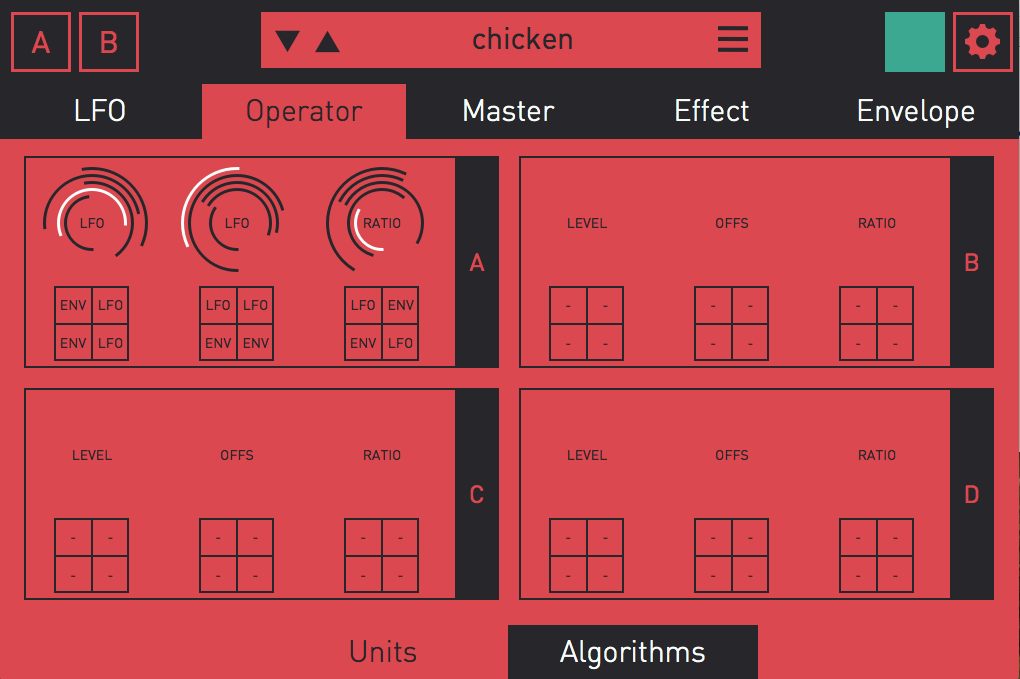 A B chicken
LFO Operator Master Effect Envelope
LFO LFO RATIO A LEVEL OFFS RATIO B
ENV LFO LFO LFO LFO ENV - - - - - -
ENV LFO ENV ENV ENV LFO - - - - - -
LEVEL OFFS RATIO C LEVEL OFFS RATIO D
- - - - - - - - - - - -
- - - - - - - - - - - -
Units Algorithms